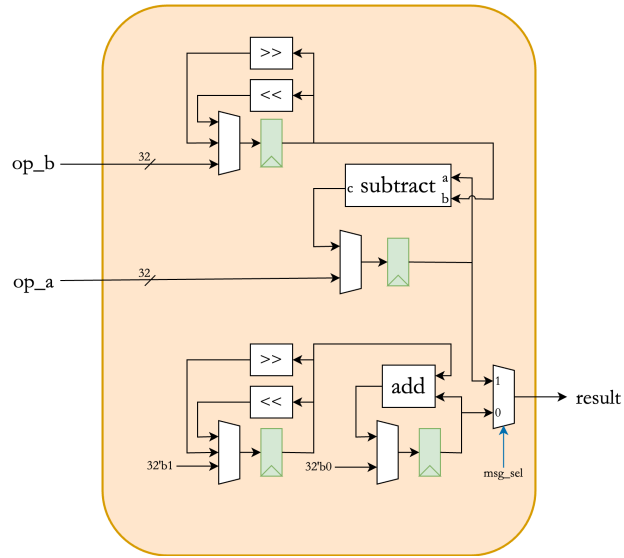 >>
<<
op_b
32
subtract
a
b
c
32
op_a
>>
<<
add
1
0
result
32'b1
32'b0
msg_sel